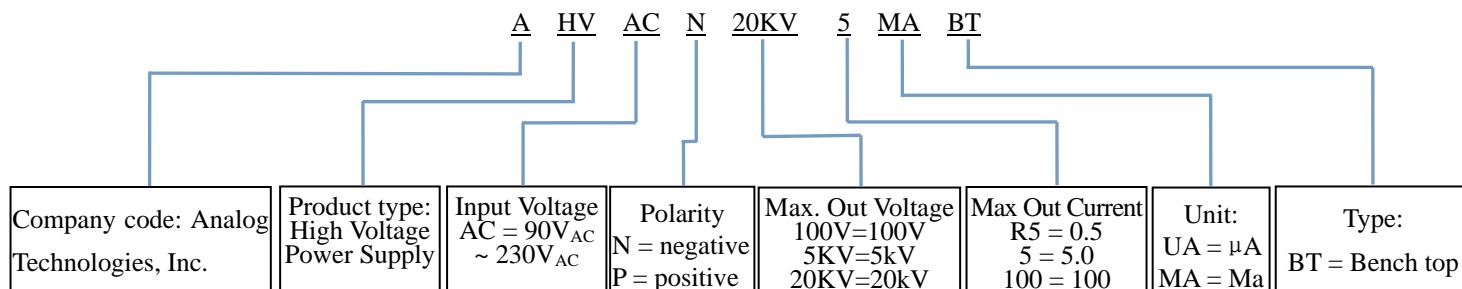 A HV AC N 20KV 5 MA BT
Company code: Analog
Technologies, Inc.
Product type:
High Voltage
Power Supply
Input Voltage
AC = 90VAC
~ 230VAC
Polarity
N = negative
P = positive
Max. Out Voltage
100V=100V
5KV=5kV
20KV=20kV
Max Out Current
R5 = 0.5
5 = 5.0
100 = 100
Unit:
UA = μA
MA = Ma
Type:
BT = Bench top